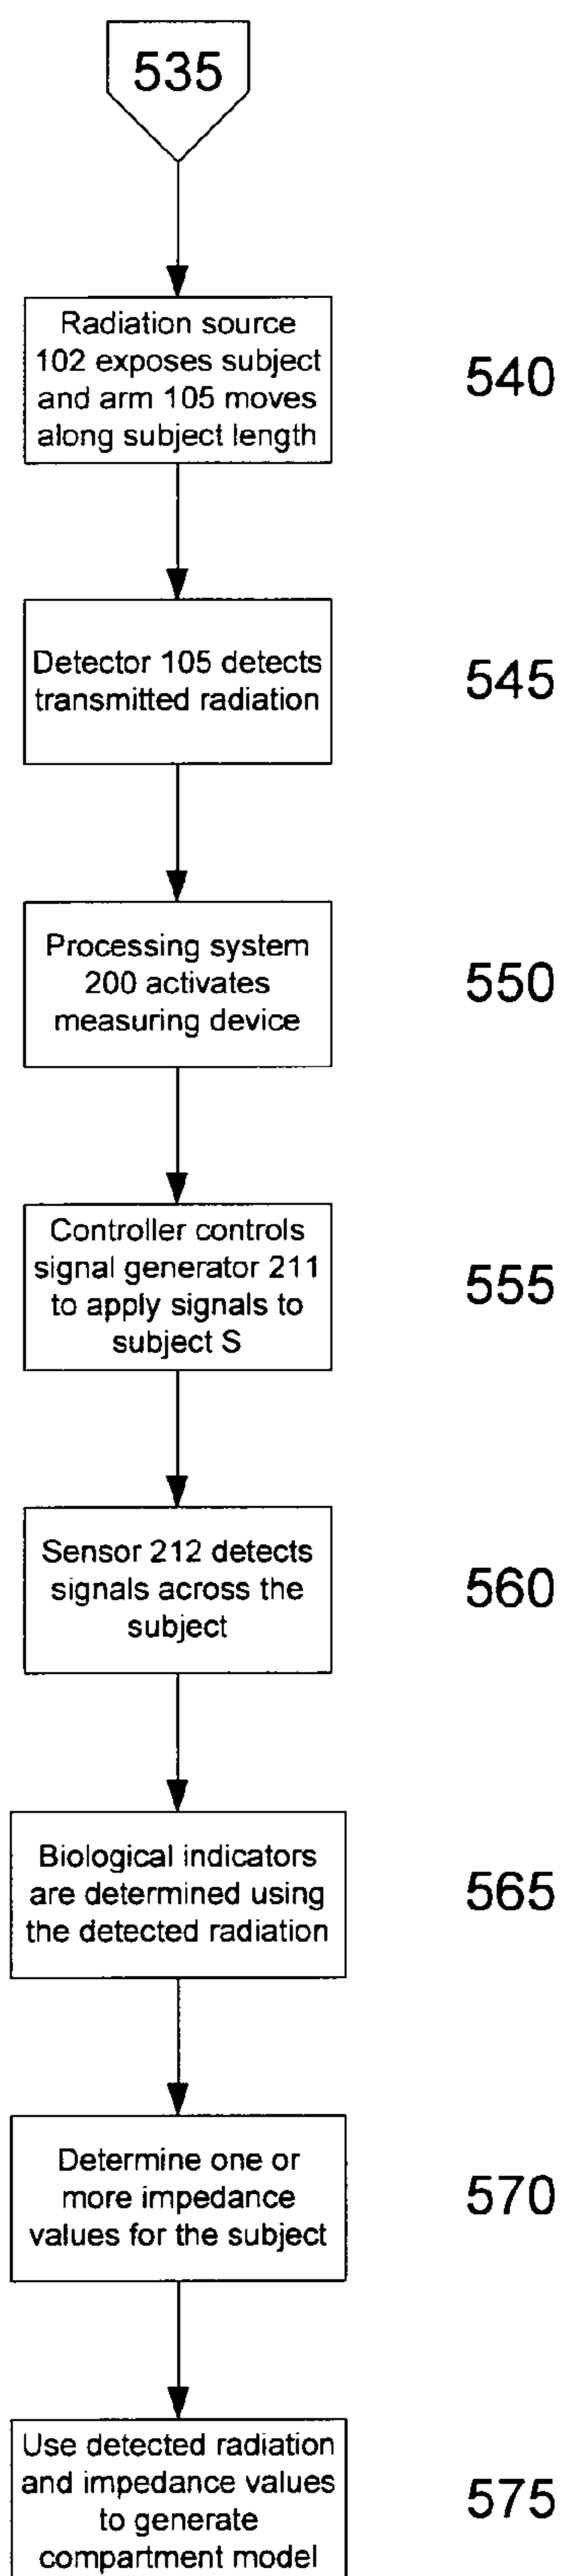 535
Radiation source
102 exposes subject
and arm 105 moves
along subject length
540
Detector 105 detects
transmitted radiation
545
Processing system
200 activates
measuring device
550
Controller controls
signal generator 211
to apply signals to
subject S
555
Sensor 212 detects
signals across the
subject
560
Biological indicators
are determined using
the detected radiation
565
Determine one or
more impedance
values for the subject
570
Use detected radiation
and impedance values
to generate
compartment model
575